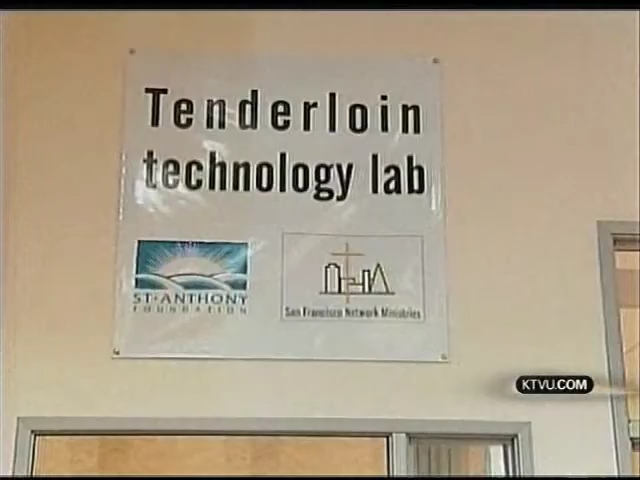 Tenderloin
technology lab
ST·ANTHONY
FOUNDATION
San Francisco Network Ministries
KTVU.COM